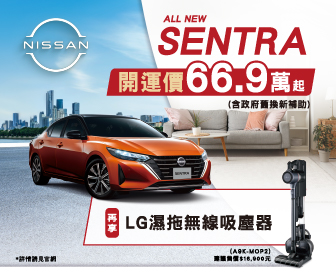 NISSAN
ALL NEW
SENTRA
開運價66.9萬起
(含政府舊換新補助)
再享
LG濕拖無線吸塵器
(A9K-MOP2)
建議售價$16,900元
*詳情請見官網